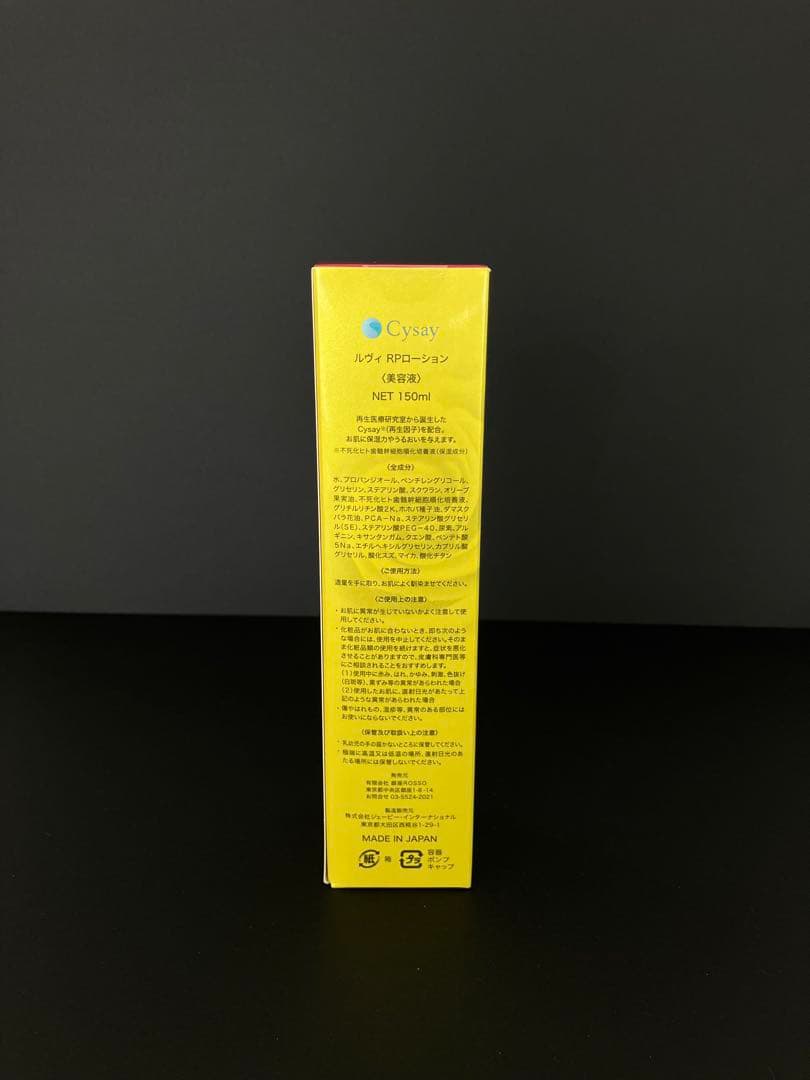 Cysay
ルヴィ RPローション
〈美容液〉
NET 150ml
再生医療研究室から誕生した
Cysay※(再生因子)を配合。
お肌に保湿力やうるおいを与えます。
※不死化ヒト歯髄幹細胞順化培養液(保湿成分)
〈全成分〉
水、プロパンジオール、ペンチレングリコール、
グリセリン、ステアリン酸、スクワラン、オリーブ
果実油、不死化ヒト歯髄幹細胞順化培養液、
グリチルリチン酸2K、ホホバ種子油、ダマスク
バラ花油、PCA-Na、ステアリン酸グリセリ
ル(SE)、ステアリン酸PEG-40、尿素、アル
ギニン、キサンタンガム、クエン酸、ペンテト酸
5Na、エチルヘキシルグリセリン、カプリル酸
グリセリル、酸化スズ、マイカ、酸化チタン
〈ご使用方法〉
適量を手に取り、お肌によく馴染ませてください。
〈ご使用上の注意〉
・お肌に異常が生じていないかよく注意して使
用してください。
・化粧品がお肌に合わないとき、即ち次のよう
な場合には、使用を中止してください。そのま
ま化粧品類の使用を続けますと、症状を悪化
させることがありますので、皮膚科専門医等
にご相談されることをおすすめします。
(1)使用中に赤み、はれ、かゆみ、刺激、色抜け
(白斑等)、黒ずみ等の異常があらわれた場合
(2)使用したお肌に、直射日光があたって上
記のような異常があらわれた場合
・傷やはれもの、湿疹等、異常のある部位には
お使いにならないでください。
〈保管及び取扱い上の注意〉
・乳幼児の手の届かないところに保管してください。
・極端に高温又は低温の場所、直射日光のあ
たる場所には保管しないでください。
発売元
有限会社 銀座ROSSO
東京都中央区銀座1-8-14
お問合せ 03-5524-2021
製造販売元
株式会社ジェーピー・インターナショナル
東京都大田区西糀谷1-29-1
MADE IN JAPAN
紙 箱
プラ 容器
ポンプ
キャップ